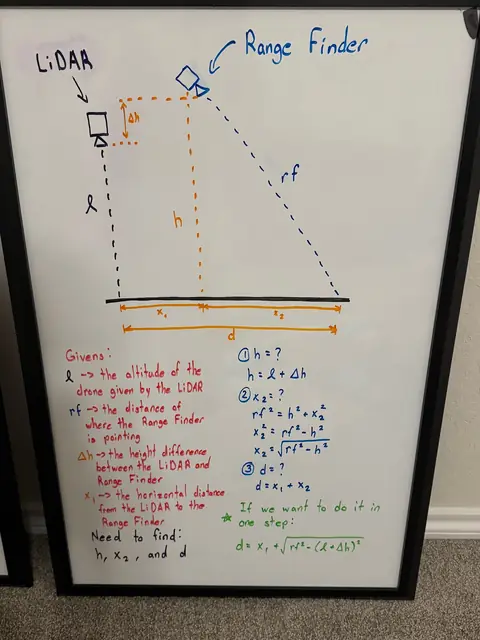 LiDAR
Range Finder
Δh
l
h
rf
x₁
x₂
d
Givens:
l -> the altitude of the
drone given by the LiDAR
rf -> the distance of
where the Range Finder
is pointing
Δh -> the height difference
between the LiDAR and
Range Finder
x₁ -> the horizontal distance
from the LiDAR to the
Range Finder
Need to find:
h, x₂, and d
① h = ?
h = l + Δh
② x₂ = ?
rf² = h² + x₂²
x₂² = rf² - h²
x₂ = √(rf² - h²)
③ d = ?
d = x₁ + x₂
★ If we want to do it in
one step:
d = x₁ + √(rf² - (l + Δh)²)